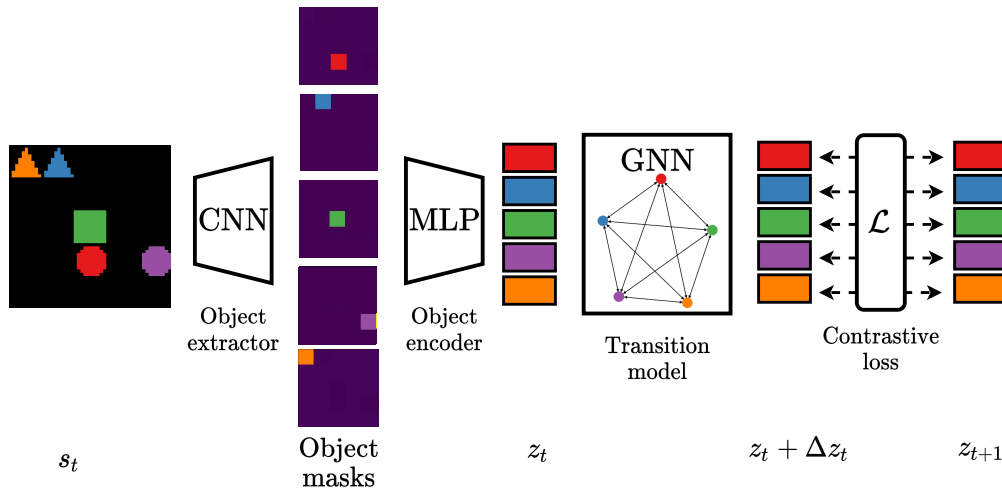 CNN
Object
extractor
Object
masks
MLP
Object
encoder
GNN
Transition
model
ℒ
Contrastive
loss
s_t
z_t
z_t + Δz_t
z_{t+1}